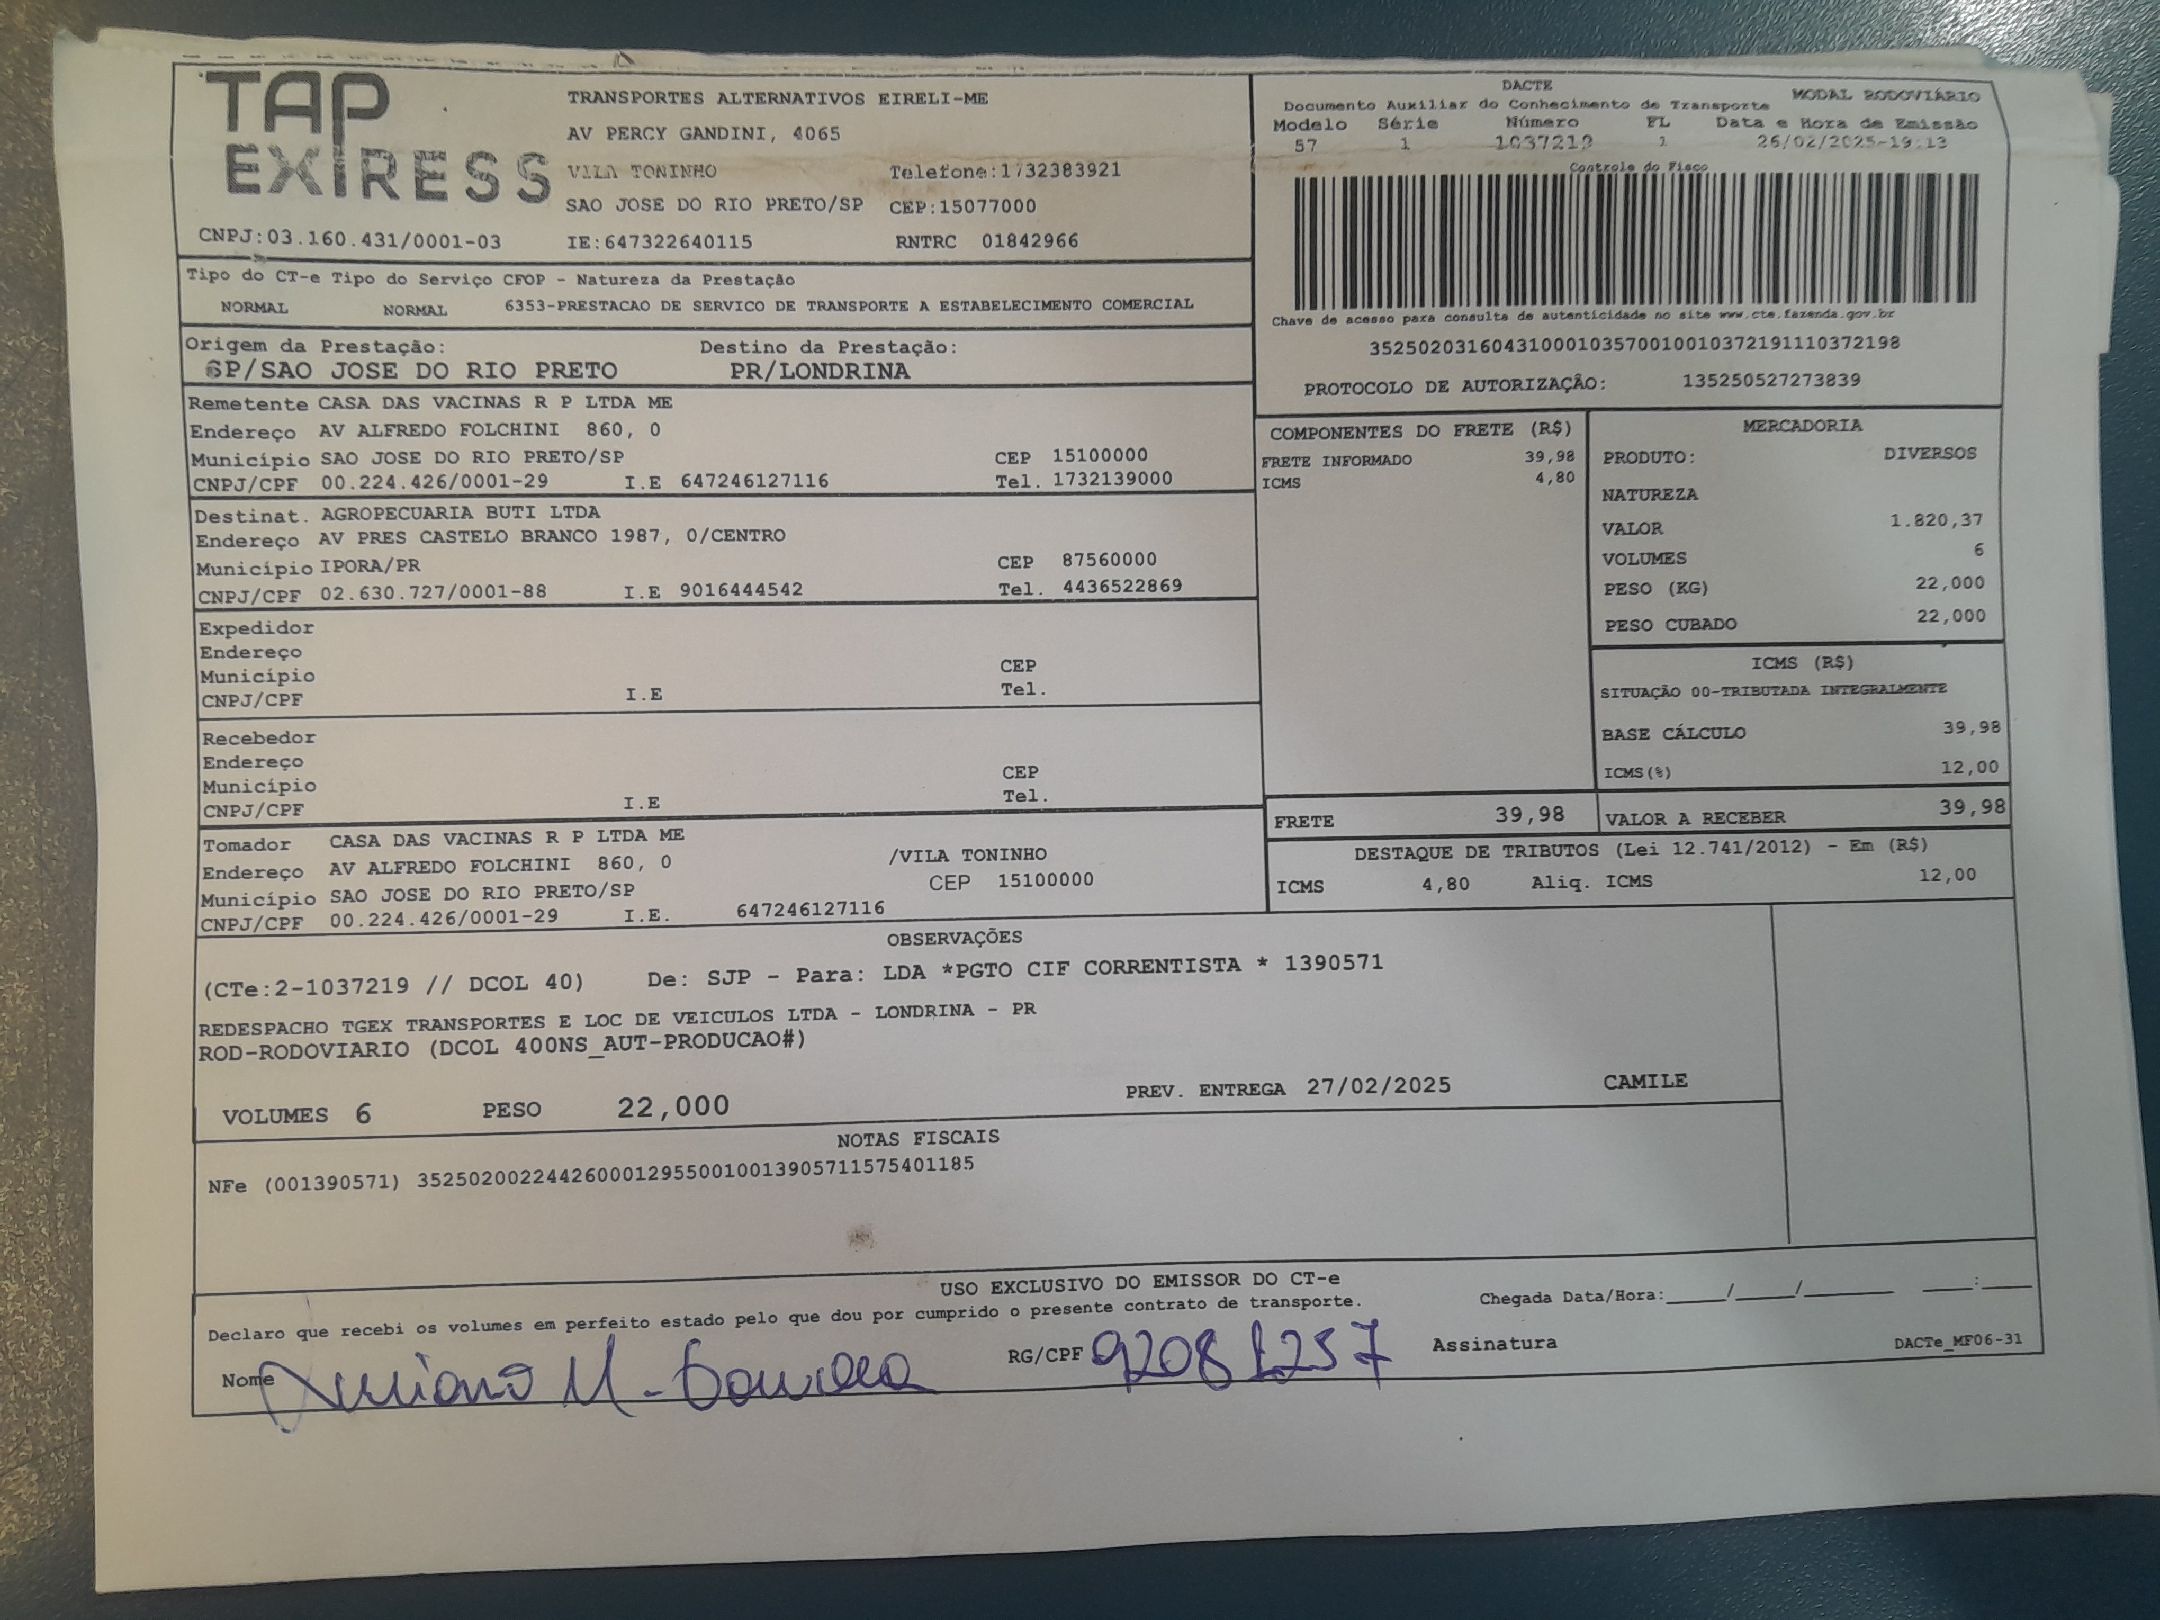 TAP
EXPRESS
TRANSPORTES ALTERNATIVOS EIRELI-ME
AV PERCY GANDINI, 4065
VILA TONINHO Telefone:1732383921
SAO JOSE DO RIO PRETO/SP CEP:15077000
CNPJ:03.160.431/0001-03 IE:647322640115 RNTRC 01842966
DACTE
Documento Auxiliar do Conhecimento de Transporte MODAL RODOVIÁRIO
Modelo Série Número FL Data e Hora de Emissão
57 1 1037219 1 26/02/2025-19:13
Controle do Fisco
Chave de acesso para consulta de autenticidade no site www.cte.fazenda.gov.br
35250203160431000103570010010372191110372198
PROTOCOLO DE AUTORIZAÇÃO: 135250527273839
Tipo do CT-e Tipo do Serviço CFOP - Natureza da Prestação
NORMAL NORMAL 6353-PRESTACAO DE SERVICO DE TRANSPORTE A ESTABELECIMENTO COMERCIAL
Origem da Prestação: Destino da Prestação:
SP/SAO JOSE DO RIO PRETO PR/LONDRINA
Remetente CASA DAS VACINAS R P LTDA ME
Endereço AV ALFREDO FOLCHINI 860, 0
Município SAO JOSE DO RIO PRETO/SP CEP 15100000
CNPJ/CPF 00.224.426/0001-29 I.E 647246127116 Tel. 1732139000
Destinat. AGROPECUARIA BUTI LTDA
Endereço AV PRES CASTELO BRANCO 1987, 0/CENTRO
Município IPORA/PR CEP 87560000
CNPJ/CPF 02.630.727/0001-88 I.E 9016444542 Tel. 4436522869
Expedidor
Endereço
Município CEP
CNPJ/CPF I.E Tel.
Recebedor
Endereço
Município CEP
CNPJ/CPF I.E Tel.
Tomador CASA DAS VACINAS R P LTDA ME
Endereço AV ALFREDO FOLCHINI 860, 0 /VILA TONINHO
Município SAO JOSE DO RIO PRETO/SP CEP 15100000
CNPJ/CPF 00.224.426/0001-29 I.E. 647246127116
COMPONENTES DO FRETE (R$)
FRETE INFORMADO 39,98
ICMS 4,80
MERCADORIA
PRODUTO: DIVERSOS
NATUREZA
VALOR 1.820,37
VOLUMES 6
PESO (KG) 22,000
PESO CUBADO 22,000
ICMS (R$)
SITUAÇÃO 00-TRIBUTADA INTEGRALMENTE
BASE CÁLCULO 39,98
ICMS(%) 12,00
FRETE 39,98 VALOR A RECEBER 39,98
DESTAQUE DE TRIBUTOS (Lei 12.741/2012) - Em (R$)
ICMS 4,80 Aliq. ICMS 12,00
OBSERVAÇÕES
(CTe:2-1037219 // DCOL 40) De: SJP - Para: LDA *PGTO CIF CORRENTISTA * 1390571
REDESPACHO TGEX TRANSPORTES E LOC DE VEICULOS LTDA - LONDRINA - PR
ROD-RODOVIARIO (DCOL 400NS_AUT-PRODUCAO#)
VOLUMES 6 PESO 22,000 PREV. ENTREGA 27/02/2025 CAMILE
NOTAS FISCAIS
NFe (001390571) 35250200224426000129550010013905711575401185
USO EXCLUSIVO DO EMISSOR DO CT-e
Declaro que recebi os volumes em perfeito estado pelo que dou por cumprido o presente contrato de transporte. Chegada Data/Hora:_____/_____/________ ____:____
Nome M. RG/CPF 92081257 Assinatura DACTe_MF06-31